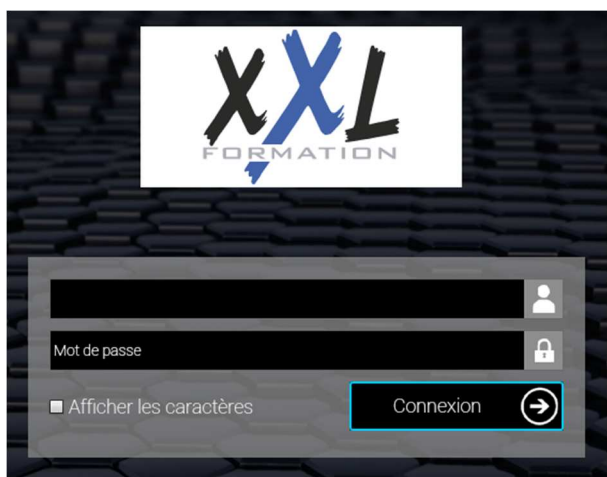 XXL
FORMATION
Mot de passe
Afficher les caractères
Connexion